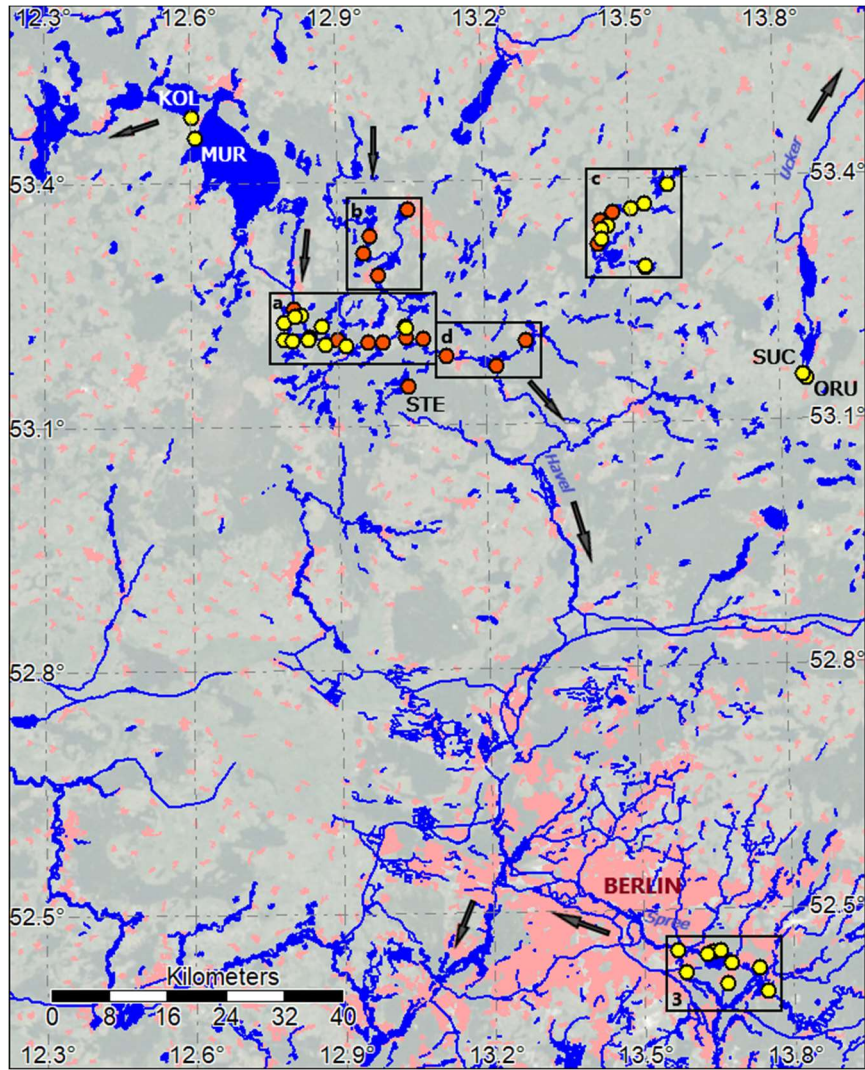 12.3° 12.6° 12.9° 13.2° 13.5° 13.8°
KOL
MUR
Ucker
53.4° 53.4°
c
b
a
d
SUC
ORU
STE
53.1° 53.1°
Havel
52.8° 52.8°
BERLIN
52.5° Spree 52.5°
Kilometers
3
0 8 16 24 32 40
12.3° 12.6° 12.9° 13.2° 13.5° 13.8°